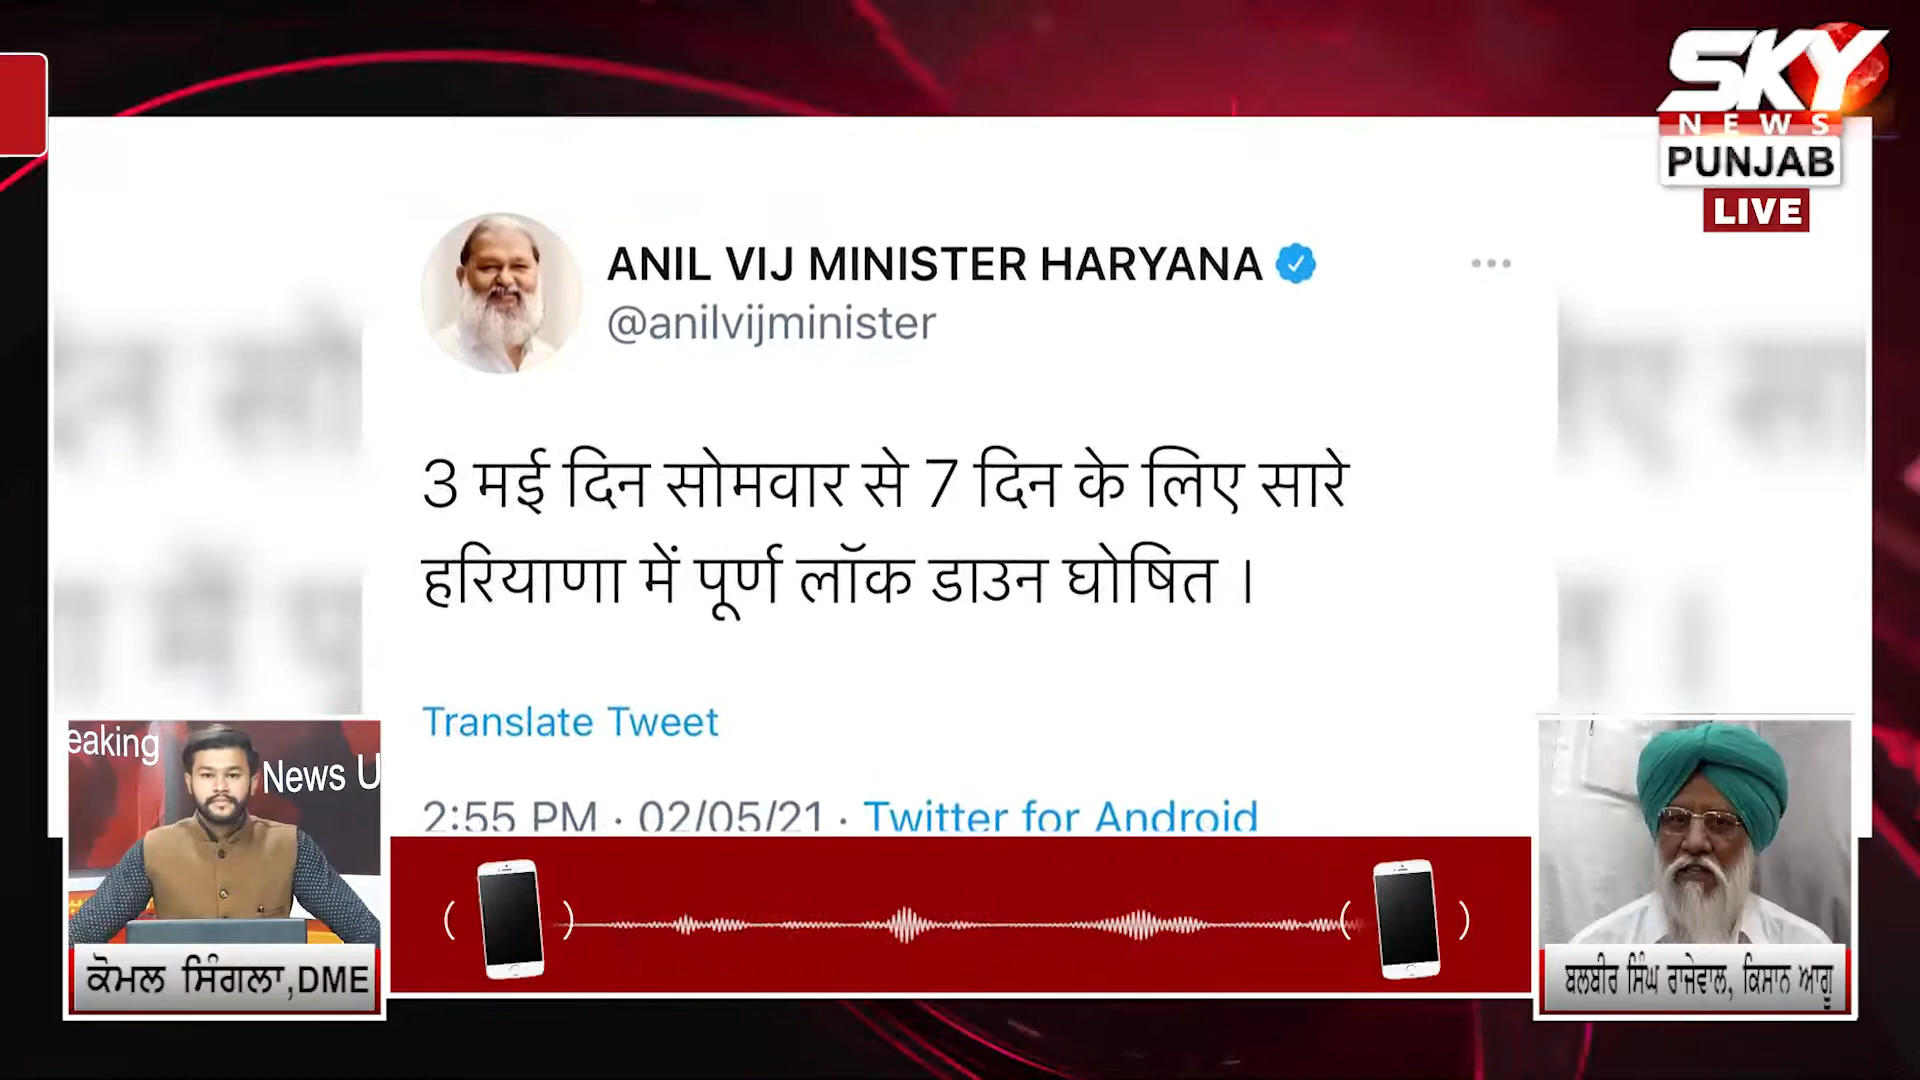 SKY
NEWS
PUNJAB
LIVE
ANIL VIJ MINISTER HARYANA
@anilvijminister
3 मई दिन सोमवार से 7 दिन के लिए सारे
हरियाणा में पूर्ण लॉक डाउन घोषित ।
Translate Tweet
2:55 PM · 02/05/21 · Twitter for Android
eaking
News U
ਕੋਮਲ ਸਿੰਗਲਾ,DME
ਬਲਬੀਰ ਸਿੰਘ ਰਾਜੇਵਾਲ, ਕਿਸਾਨ ਆਗੂ